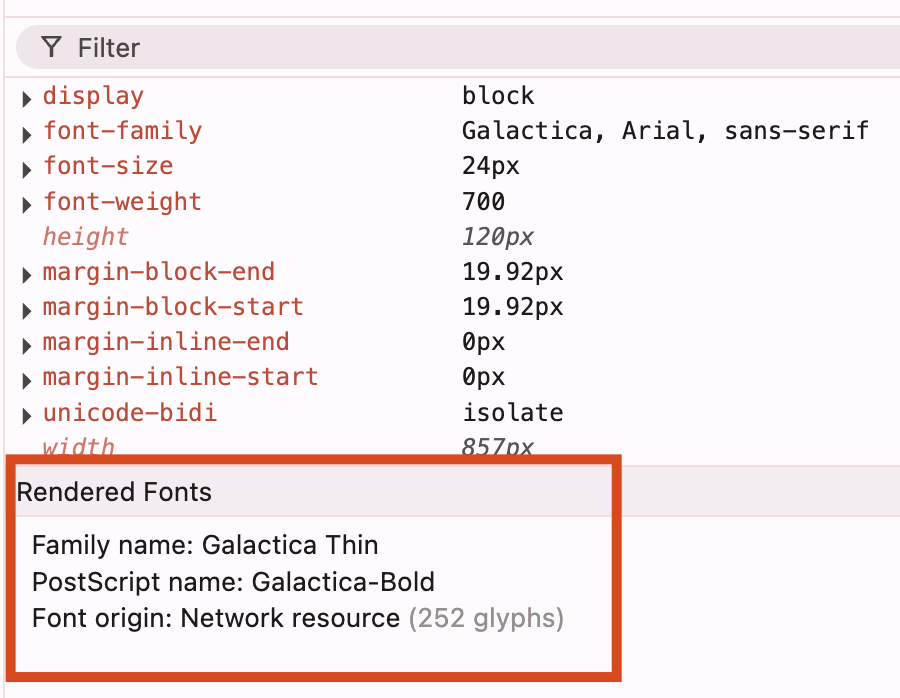 Filter
display block
font-family Galactica, Arial, sans-serif
font-size 24px
font-weight 700
height 120px
margin-block-end 19.92px
margin-block-start 19.92px
margin-inline-end 0px
margin-inline-start 0px
unicode-bidi isolate
width 857px
Rendered Fonts
Family name: Galactica Thin
PostScript name: Galactica-Bold
Font origin: Network resource (252 glyphs)